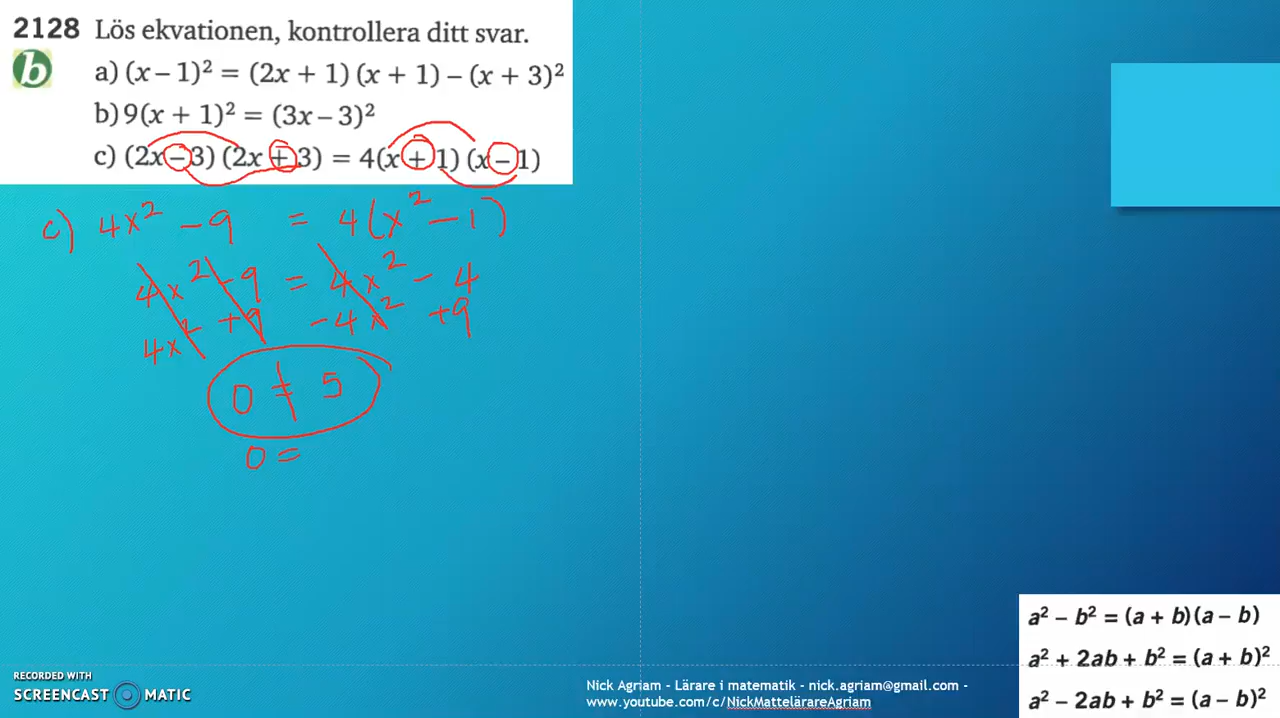 2128 Lös ekvationen, kontrollera ditt svar.
b
a) (x – 1)² = (2x + 1) (x + 1) – (x + 3)²
b) 9(x + 1)² = (3x – 3)²
c) (2x – 3) (2x + 3) = 4(x + 1) (x – 1)
c) 4x² - 9 = 4(x² - 1)
4x² - 9 = 4x² - 4
4x² + 9 - 4x² + 9
0 ≠ 5
0 =
a² – b² = (a + b)(a – b)
a² + 2ab + b² = (a + b)²
a² – 2ab + b² = (a – b)²
RECORDED WITH
SCREENCAST MATIC
Nick Agriam - Lärare i matematik - nick.agriam@gmail.com -
www.youtube.com/c/NickMattelärareAgriam